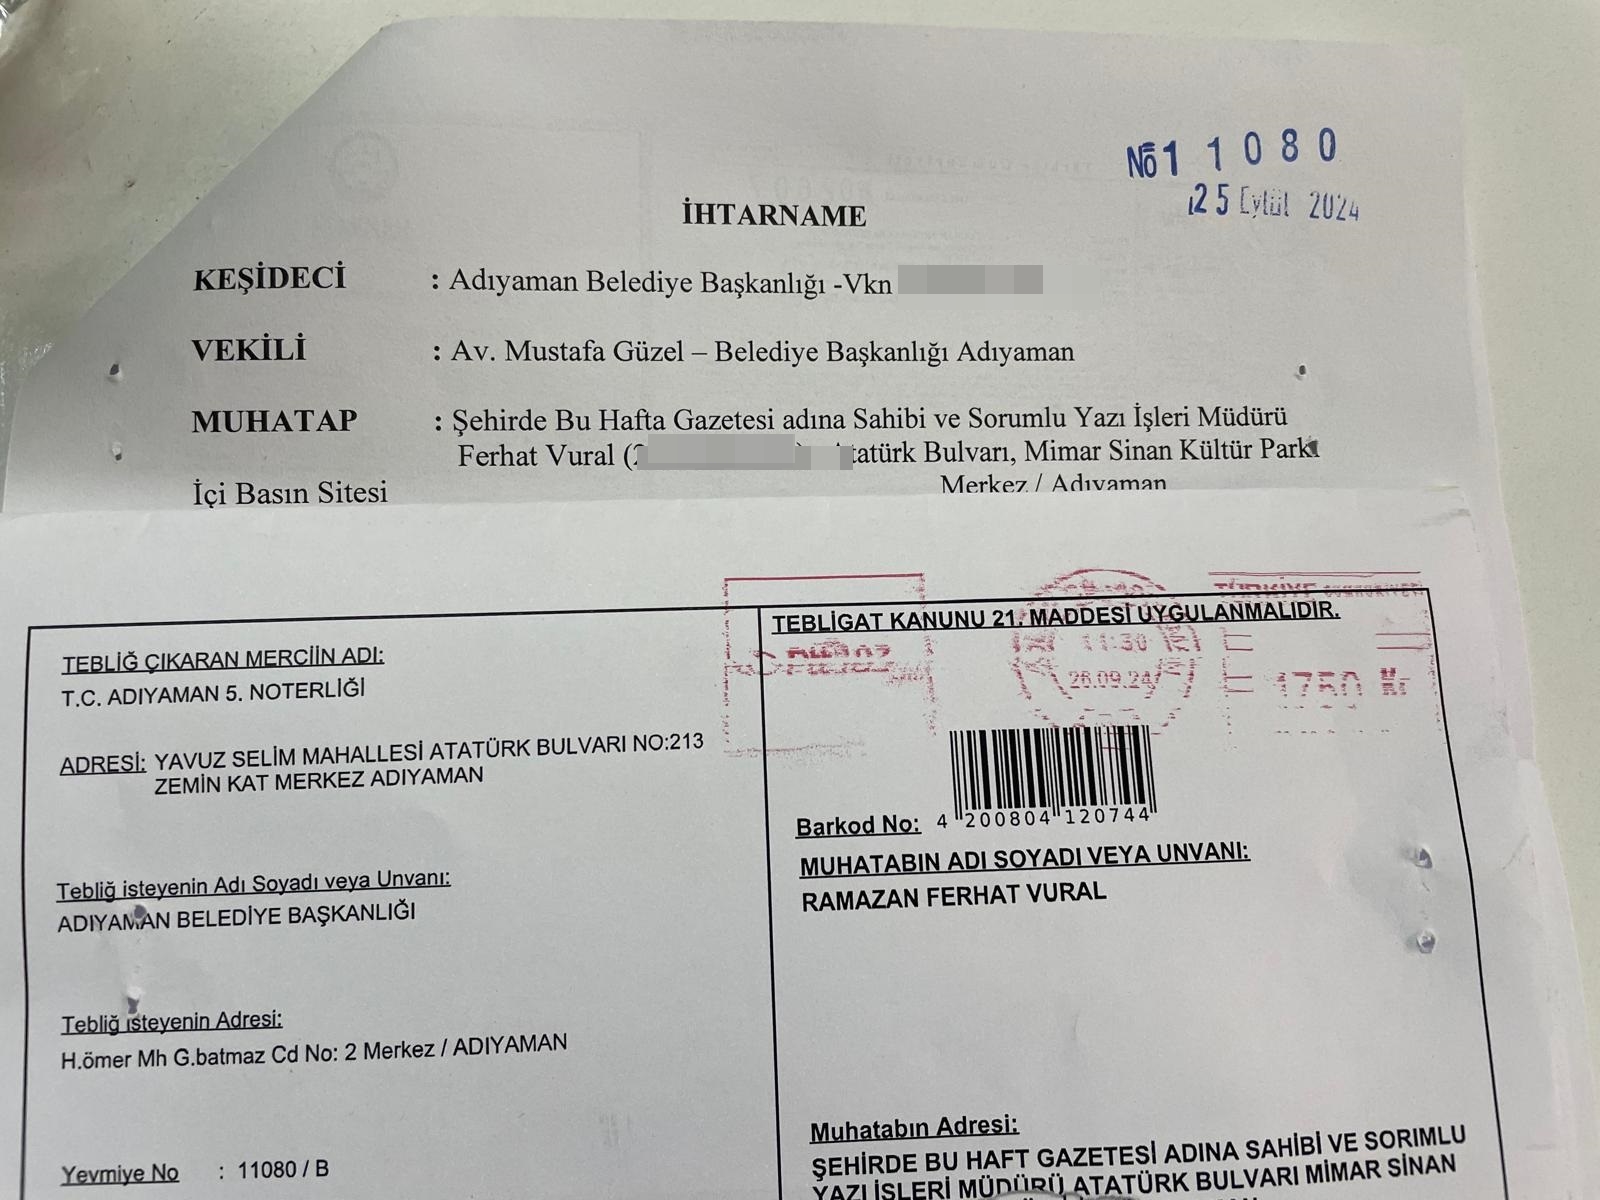 № 11080
25 Eylül 2024
İHTARNAME
KEŞİDECİ : Adıyaman Belediye Başkanlığı -Vkn
VEKİLİ : Av. Mustafa Güzel – Belediye Başkanlığı Adıyaman
MUHATAP : Şehirde Bu Hafta Gazetesi adına Sahibi ve Sorumlu Yazı İşleri Müdürü
Ferhat Vural (2 tatürk Bulvarı, Mimar Sinan Kültür Parkı
İçi Basın Sitesi Merkez / Adıyaman
TEBLİĞ ÇIKARAN MERCİİN ADI:
T.C. ADIYAMAN 5. NOTERLİĞİ
ADRESİ: YAVUZ SELİM MAHALLESİ ATATÜRK BULVARI NO:213
ZEMİN KAT MERKEZ ADIYAMAN
Tebliğ isteyenin Adı Soyadı veya Unvanı:
ADIYAMAN BELEDİYE BAŞKANLIĞI
Tebliğ isteyenin Adresi:
H.ömer Mh G.batmaz Cd No: 2 Merkez / ADIYAMAN
Yevmiye No : 11080 / B
TÜRKİYE
TEBLİGAT KANUNU 21. MADDESİ UYGULANMALIDIR.
11:30
26.09.24
1750 Kr
Barkod No: 4 200804 120744
MUHATABIN ADI SOYADI VEYA UNVANI:
RAMAZAN FERHAT VURAL
Muhatabın Adresi:
ŞEHİRDE BU HAFT GAZETESİ ADINA SAHİBİ VE SORIMLU
YAZI İŞLERİ MÜDÜRÜ ATATÜRK BULVARI MİMAR SİNAN